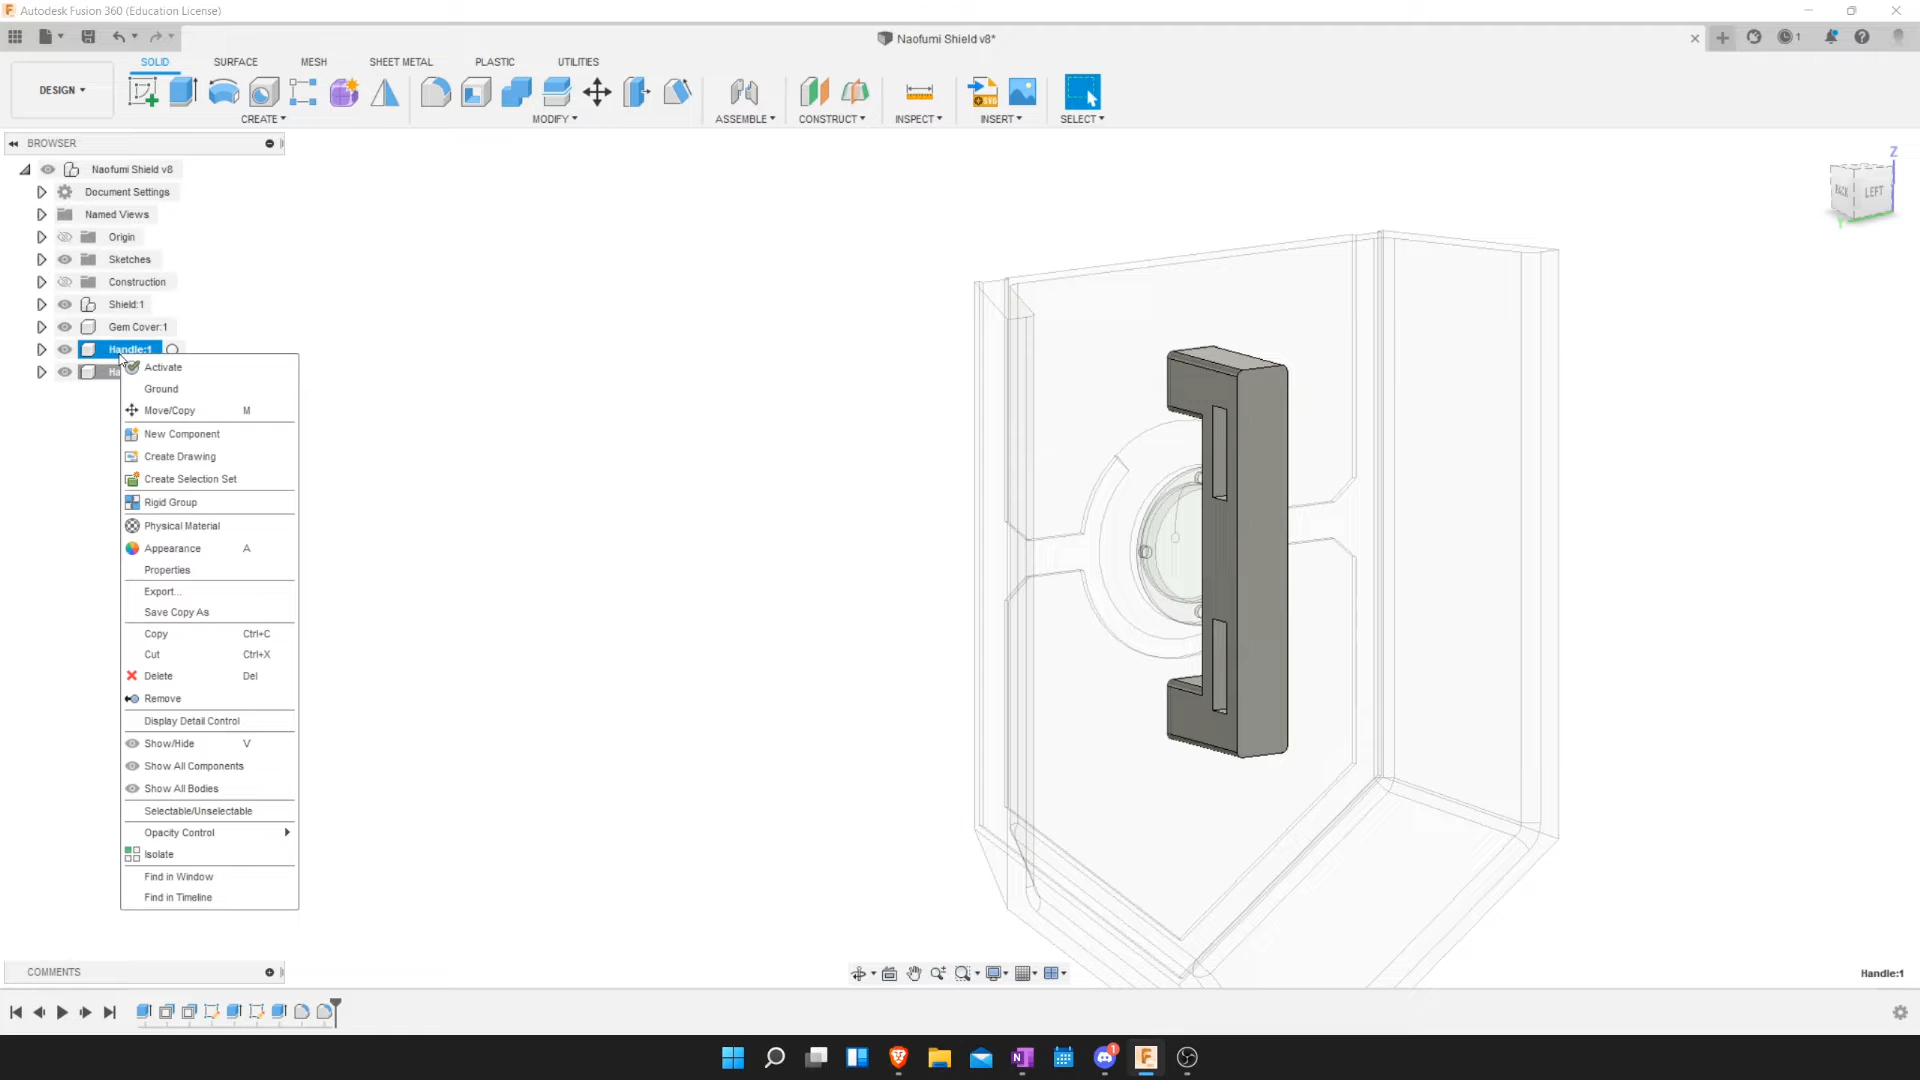 Autodesk Fusion 360 (Education License)
Naofumi Shield v8*
1
DESIGN
SOLID
SURFACE
MESH
SHEET METAL
PLASTIC
UTILITIES
CREATE
MODIFY
ASSEMBLE
CONSTRUCT
INSPECT
INSERT
SELECT
BROWSER
Naofumi Shield v8
Document Settings
Named Views
Origin
Sketches
Construction
Shield:1
Gem Cover:1
Handle:1
Ha
Activate
Ground
Move/Copy M
New Component
Create Drawing
Create Selection Set
Rigid Group
Physical Material
Appearance A
Properties
Export...
Save Copy As
Copy Ctrl+C
Cut Ctrl+X
Delete Del
Remove
Display Detail Control
Show/Hide V
Show All Components
Show All Bodies
Selectable/Unselectable
Opacity Control
Isolate
Find in Window
Find in Timeline
Z
BACK
LEFT
Y
COMMENTS
Handle:1
SVG
N
1
F